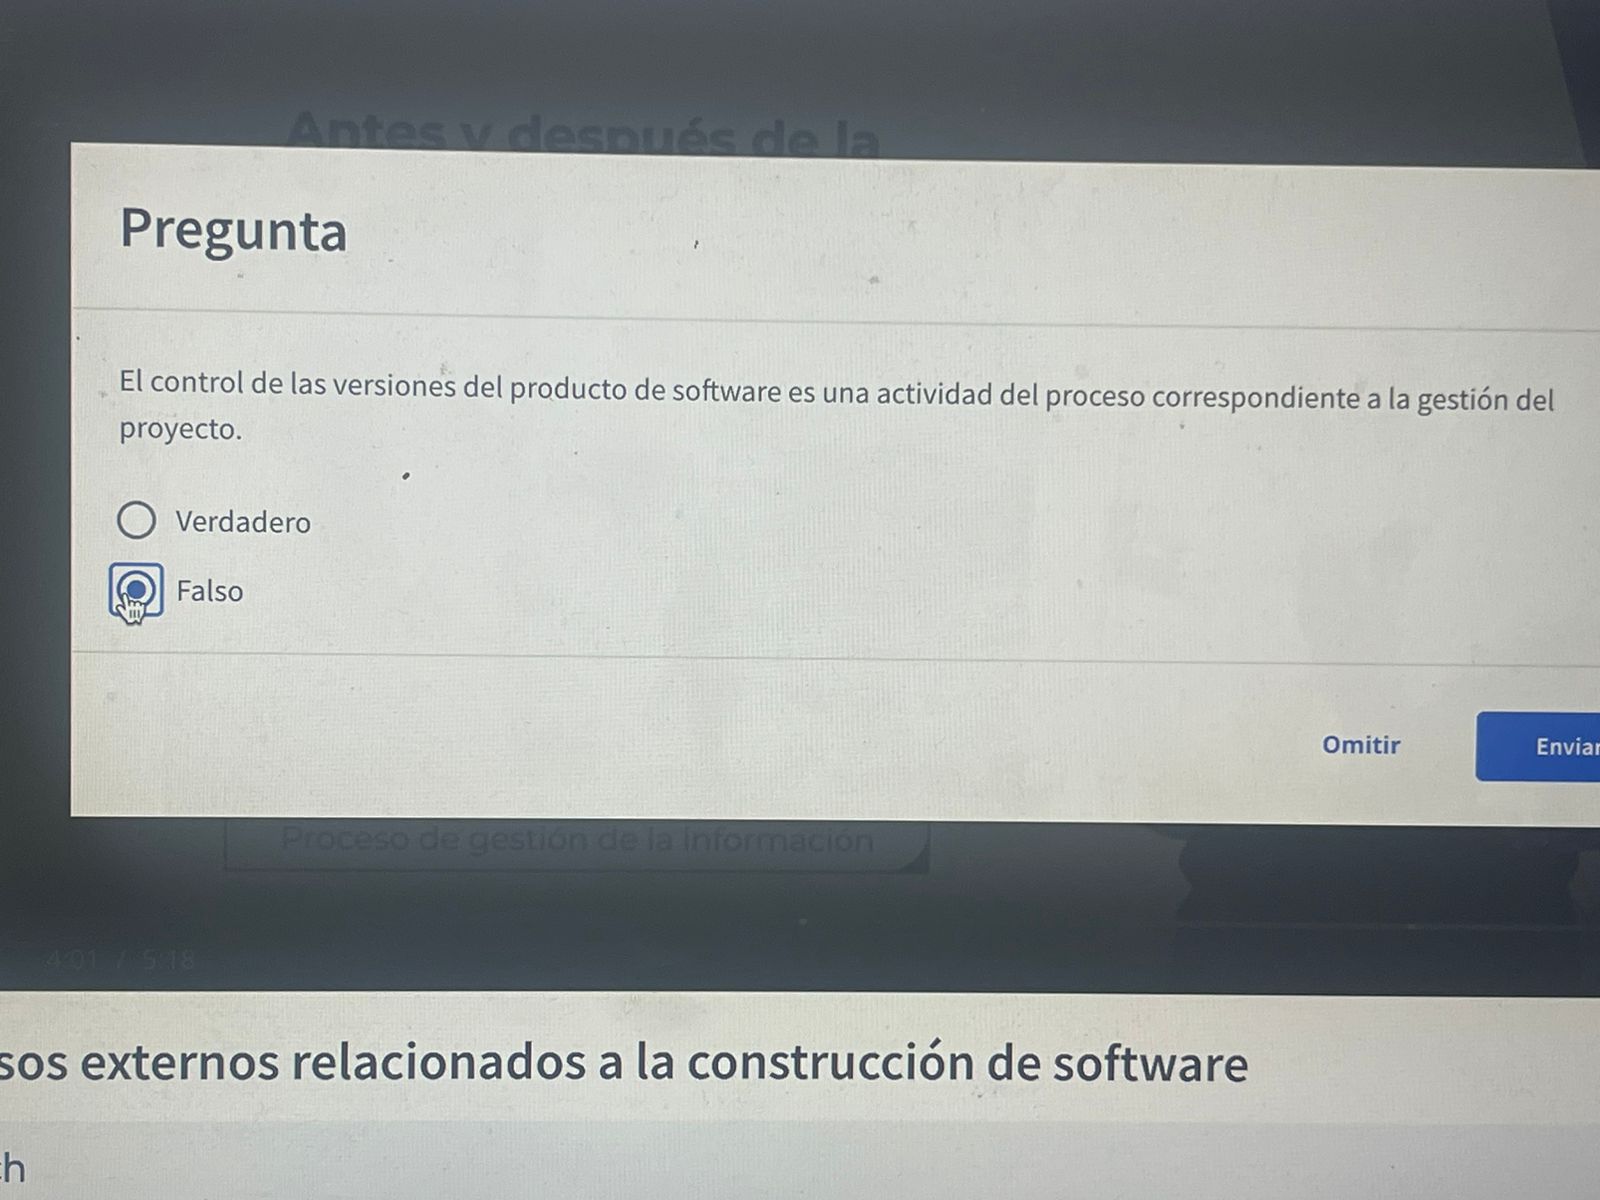 Antes y después de la
Pregunta
El control de las versiones del producto de software es una actividad del proceso correspondiente a la gestión del
proyecto.
Verdadero
Falso
Omitir
Enviar
Proceso de gestión de la información
4:01 / 5:18
sos externos relacionados a la construcción de software
ch